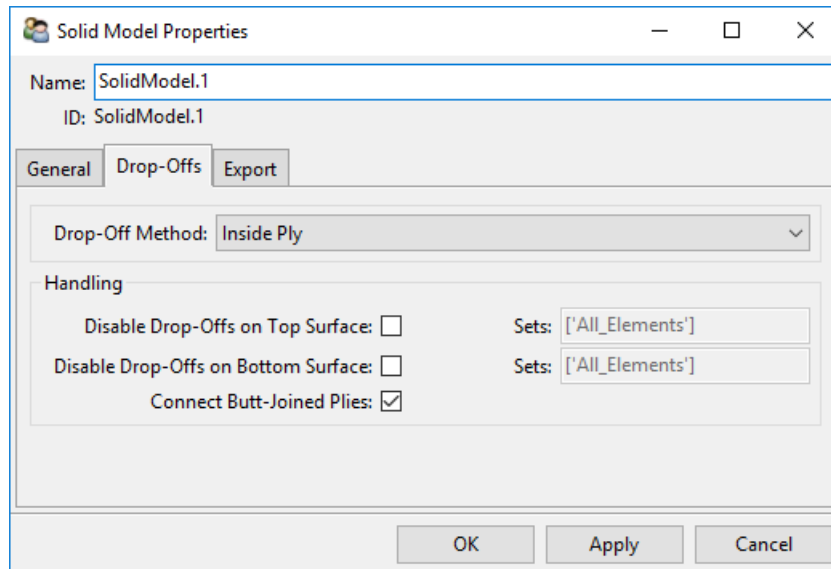 Solid Model Properties
Name: SolidModel.1
ID: SolidModel.1
General Drop-Offs Export
Drop-Off Method: Inside Ply
Handling
Disable Drop-Offs on Top Surface: Sets: ['All_Elements']
Disable Drop-Offs on Bottom Surface: Sets: ['All_Elements']
Connect Butt-Joined Plies:
OK Apply Cancel